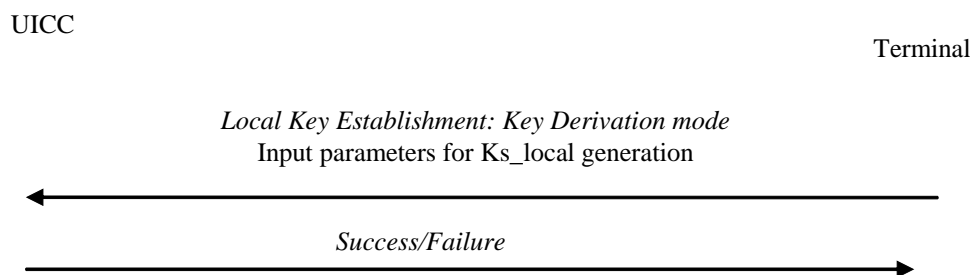 UICC
Terminal
Local Key Establishment: Key Derivation mode
Input parameters for Ks_local generation
Success/Failure